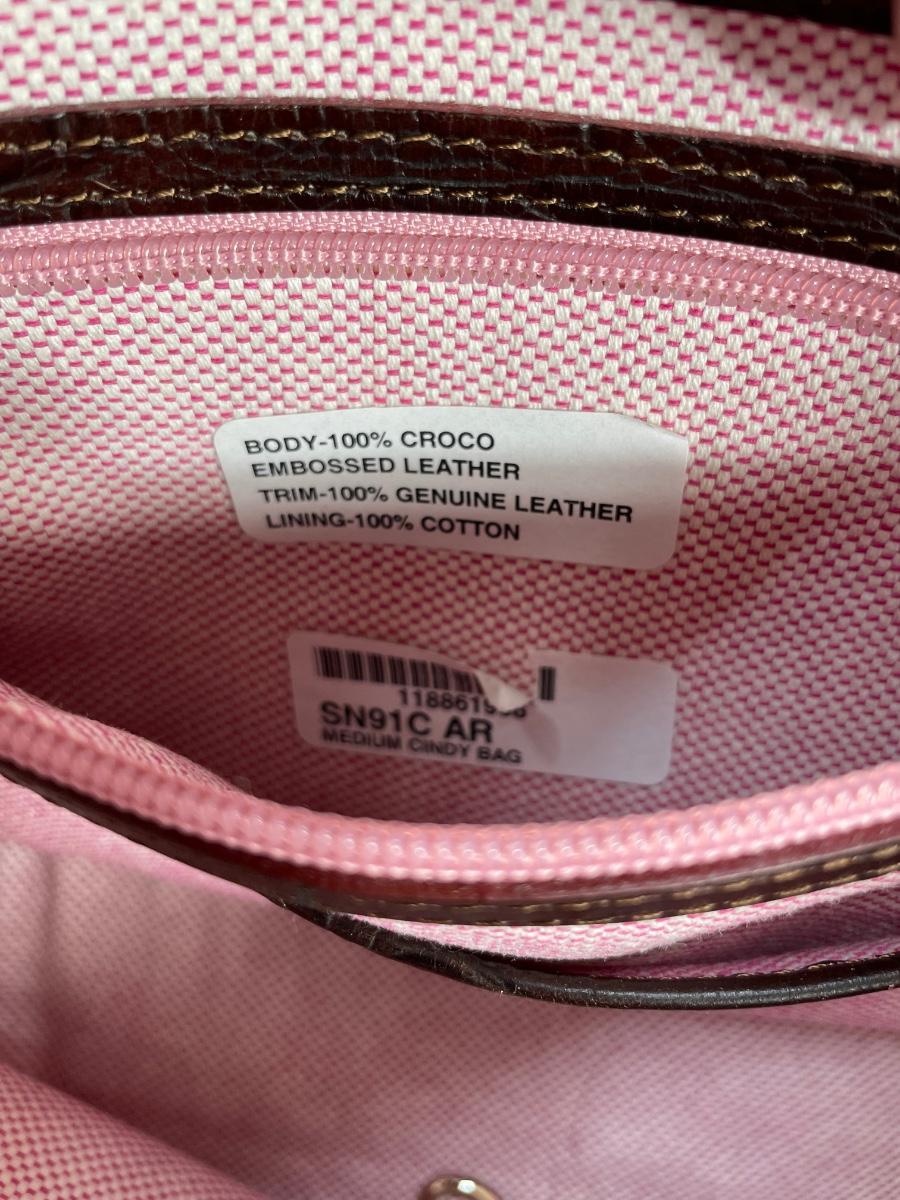 BODY-100% CROCO
EMBOSSED LEATHER
TRIM-100% GENUINE LEATHER
LINING-100% COTTON
SN91C AR
MEDIUM CINDY BAG